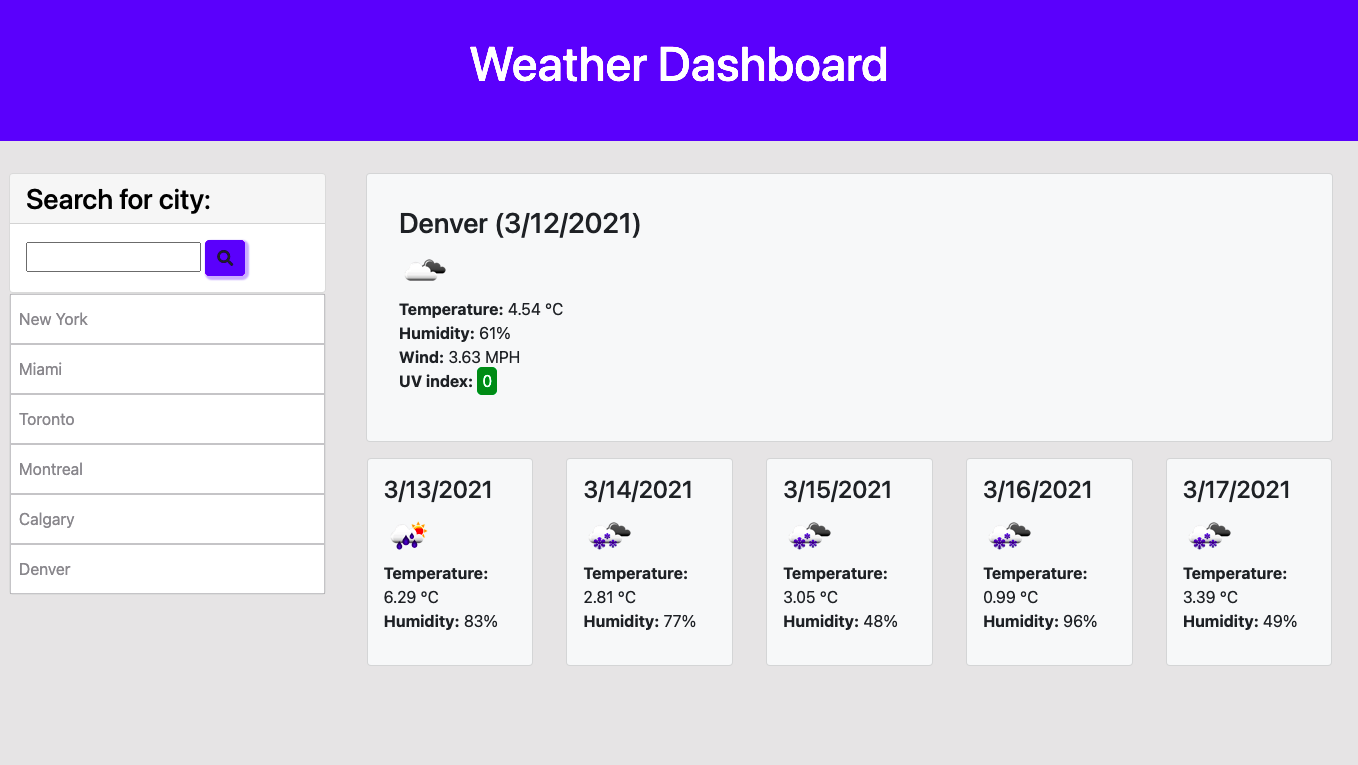 Weather Dashboard
Search for city:
New York
Miami
Toronto
Montreal
Calgary
Denver
Denver (3/12/2021)
Temperature: 4.54 °C
Humidity: 61%
Wind: 3.63 MPH
UV index: 0
3/13/2021
Temperature:
6.29 °C
Humidity: 83%
3/14/2021
Temperature:
2.81 °C
Humidity: 77%
3/15/2021
Temperature:
3.05 °C
Humidity: 48%
3/16/2021
Temperature:
0.99 °C
Humidity: 96%
3/17/2021
Temperature:
3.39 °C
Humidity: 49%